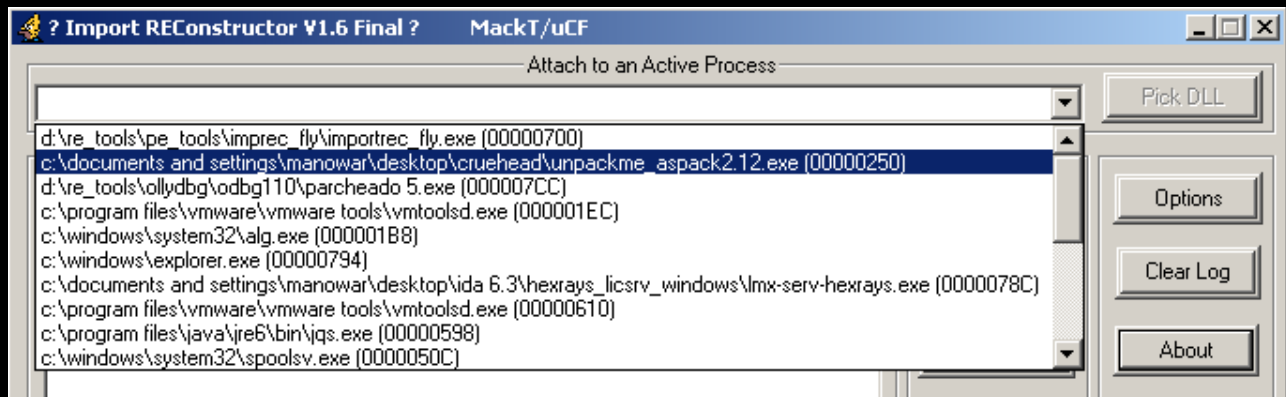 ? Import REConstructor V1.6 Final ? MackT/uCF
Attach to an Active Process
Pick DLL
d:\re_tools\pe_tools\imprec_fly\importrec_fly.exe (00000700)
c:\documents and settings\manowar\desktop\cruehead\unpackme_aspack2.12.exe (00000250)
d:\re_tools\ollydbg\odbg110\parcheado 5.exe (000007CC)
c:\program files\vmware\vmware tools\vmtoolsd.exe (000001EC)
c:\windows\system32\alg.exe (000001B8)
c:\windows\explorer.exe (00000794)
c:\documents and settings\manowar\desktop\ida 6.3\hexrays_licsrv_windows\lmx-serv-hexrays.exe (0000078C)
c:\program files\vmware\vmware tools\vmtoolsd.exe (00000610)
c:\program files\java\jre6\bin\jqs.exe (00000598)
c:\windows\system32\spoolsv.exe (0000050C)
Options
Clear Log
About